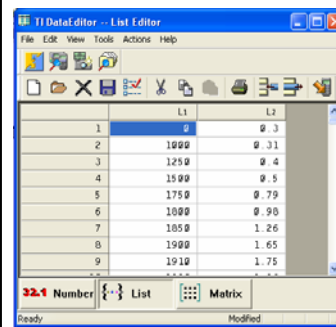 TI DataEditor -- List Editor
File Edit View Tools Actions Help
L1 L2
1 0 0.3
2 1000 0.31
3 1250 0.4
4 1500 0.5
5 1750 0.79
6 1800 0.98
7 1850 1.26
8 1900 1.65
9 1910 1.75
32.1 Number {··} List [:::] Matrix
Ready Modified